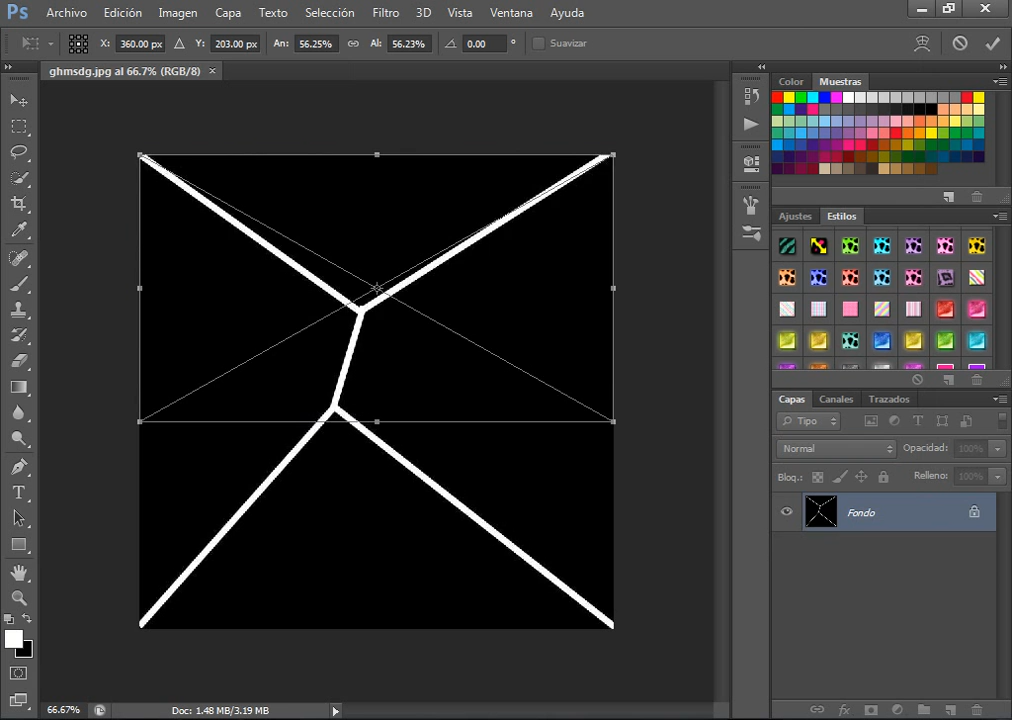 Ps Archivo Edición Imagen Capa Texto Selección Filtro 3D Vista Ventana Ayuda
X: 360.00 px Y: 203.00 px An: 56.25% Al: 56.23% 0.00 ° Suavizar
ghmsdg.jpg al 66.7% (RGB/8) ×
Color Muestras
Ajustes Estilos
Capas Canales Trazados
Tipo
Normal Opacidad: 100%
Bloq.: Relleno: 100%
Fondo
66.67% Doc: 1.48 MB/3.19 MB